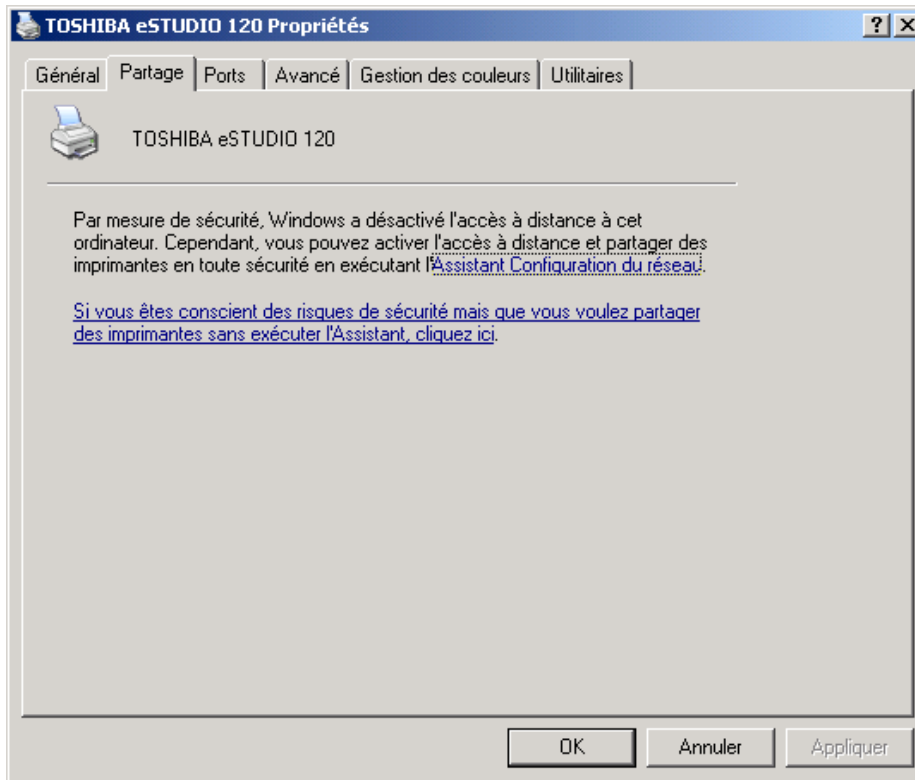 TOSHIBA eSTUDIO 120 Propriétés
Général Partage Ports Avancé Gestion des couleurs Utilitaires
TOSHIBA eSTUDIO 120
Par mesure de sécurité, Windows a désactivé l'accès à distance à cet
ordinateur. Cependant, vous pouvez activer l'accès à distance et partager des
imprimantes en toute sécurité en exécutant l'Assistant Configuration du réseau.
Si vous êtes conscient des risques de sécurité mais que vous voulez partager
des imprimantes sans exécuter l'Assistant, cliquez ici.
OK Annuler Appliquer